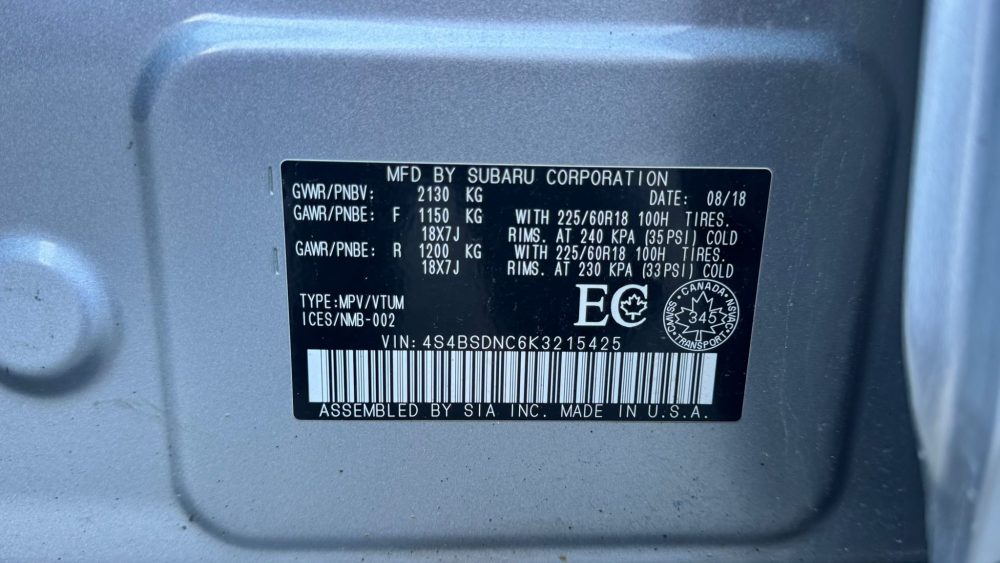 MFD BY SUBARU CORPORATION
GVWR/PNBV: 2130 KG DATE: 08/18
GAWR/PNBE: F 1150 KG WITH 225/60R18 100H TIRES.
18X7J RIMS. AT 240 KPA (35PSI) COLD
GAWR/PNBE: R 1200 KG WITH 225/60R18 100H TIRES.
18X7J RIMS. AT 230 KPA (33PSI) COLD
TYPE:MPV/VTUM
ICES/NMB-002
EC
CANADA
NSVAC
345
CMVSS
TRANSPORT
VIN: 4S4BSDNC6K3215425
ASSEMBLED BY SIA INC. MADE IN U.S.A.